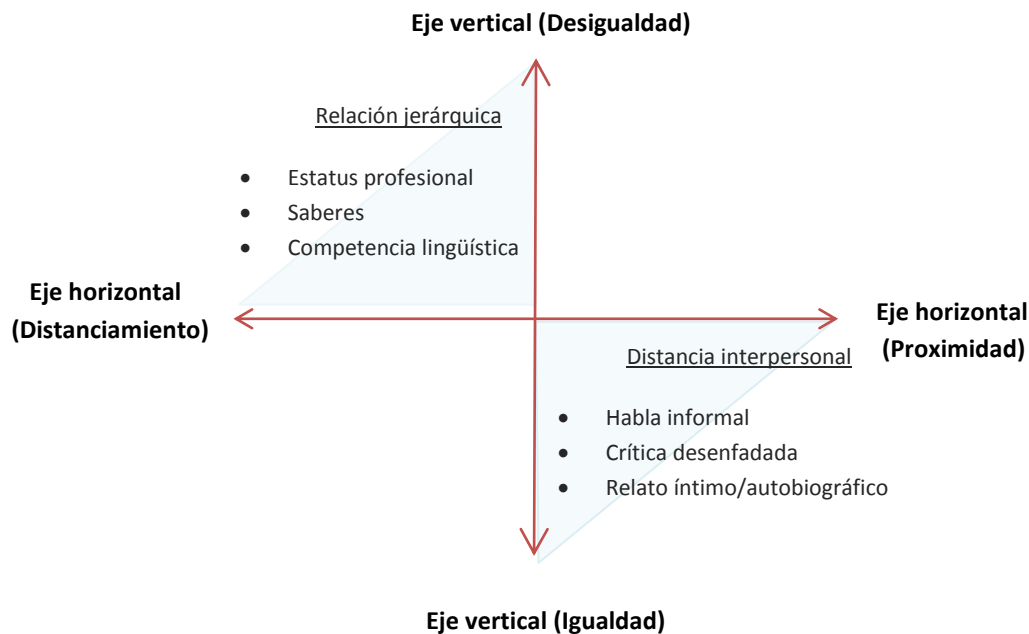 Eje vertical (Desigualdad)
Relación jerárquica
• Estatus profesional
• Saberes
• Competencia lingüística
Eje horizontal
(Distanciamiento)
Eje horizontal
(Proximidad)
Distancia interpersonal
• Habla informal
• Crítica desenfadada
• Relato íntimo/autobiográfico
Eje vertical (Igualdad)